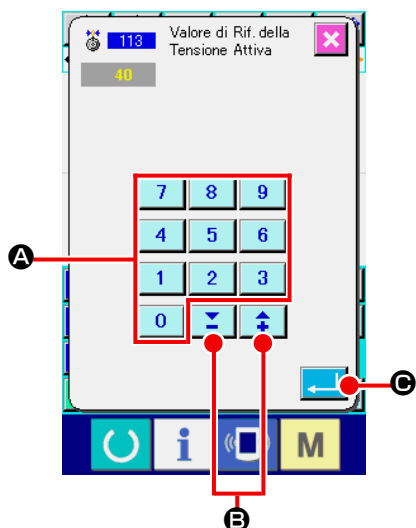 113 Valore di Rif. della
Tensione Attiva
40
7 8 9
4 5 6
A
1 2 3
0
C
M
B